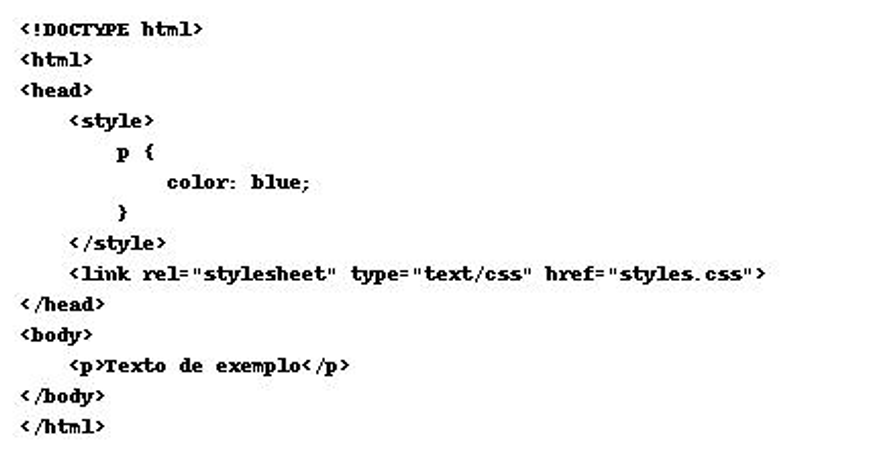 <!DOCTYPE html>
<html>
<head>
    <style>
        p {
            color: blue;
        }
    </style>
    <link rel="stylesheet" type="text/css" href="styles.css">
</head>
<body>
    <p>Texto de exemplo</p>
</body>
</html>